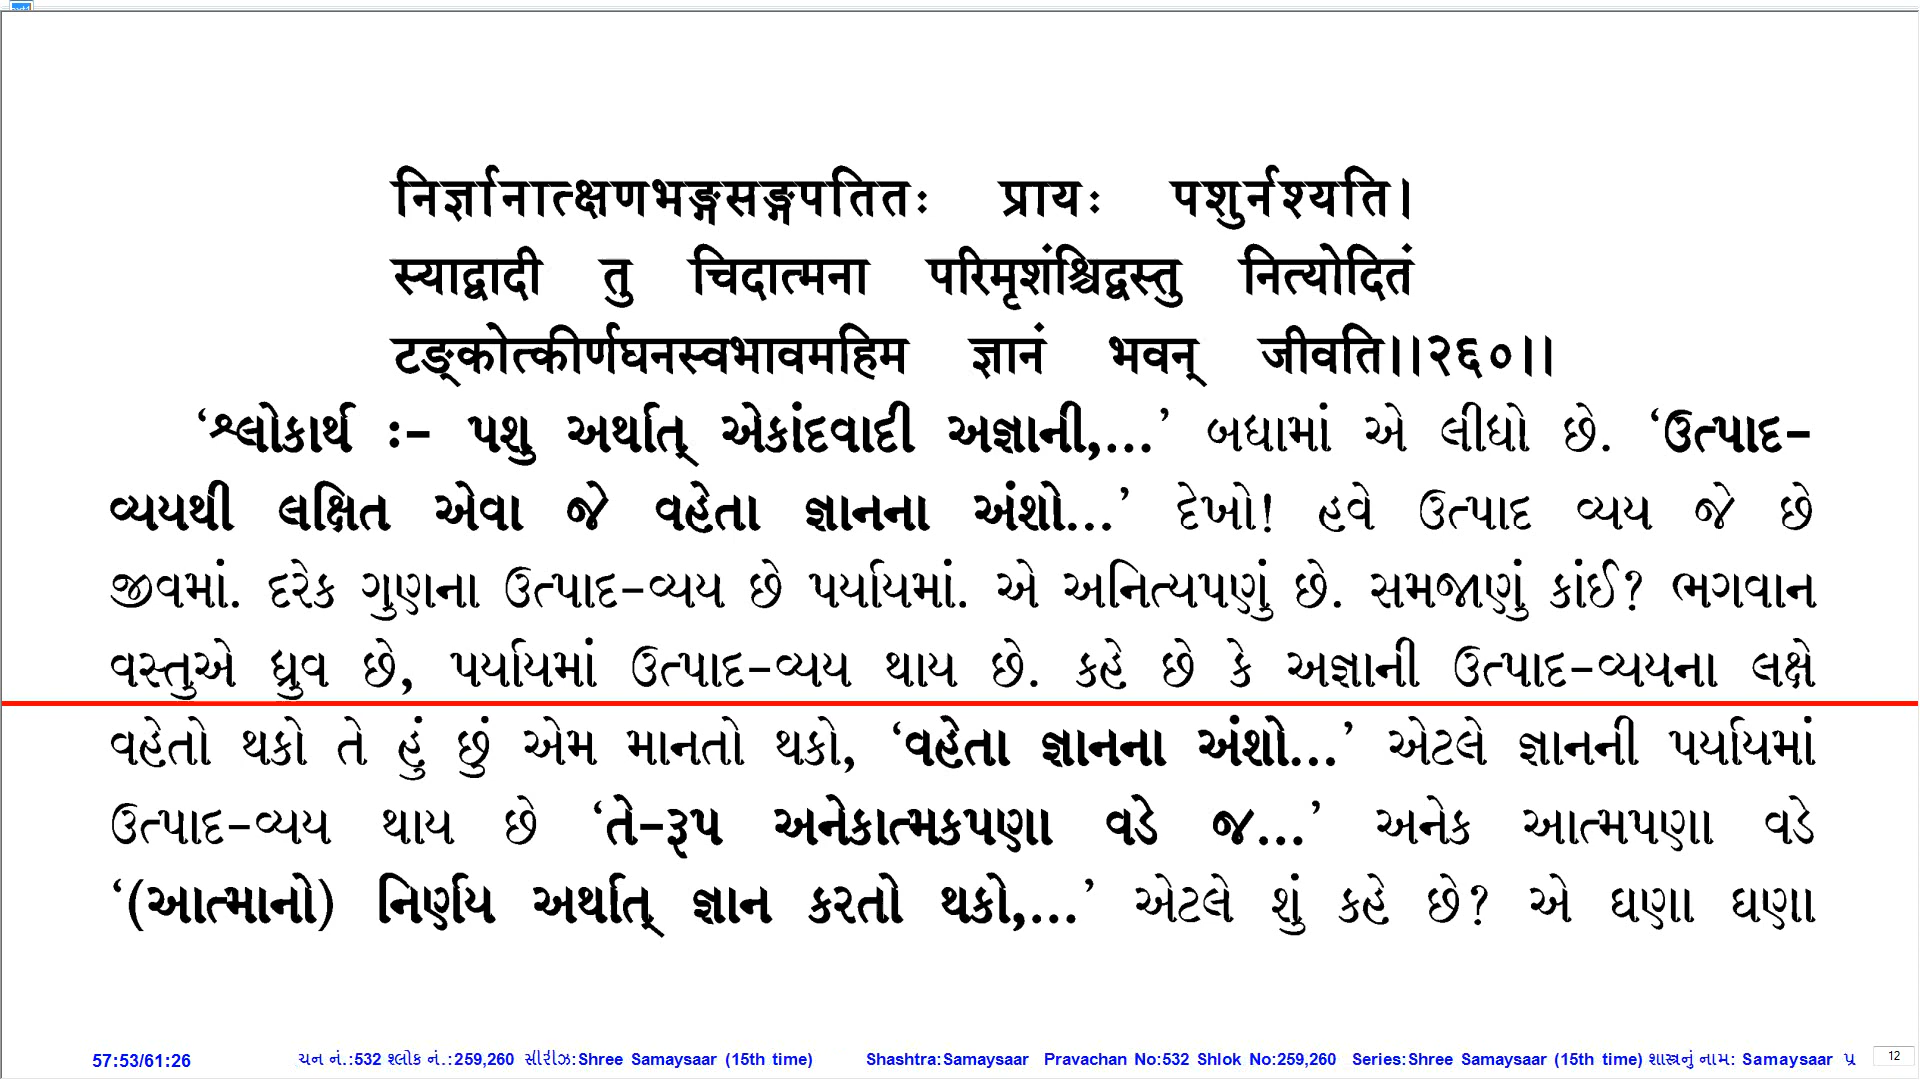 निर्ज्ञानात्क्षणभङ्गसङ्गपतितः प्रायः पशुर्नश्यति।
स्याद्वादी तु चिदात्मना परिमृशंश्चिद्वस्तु नित्योदितं
टङ्कोत्कीर्णघनस्वभावमहिम ज्ञानं भवन् जीवति।।२६०।।
‘શ્લોકાર્થ :- પશુ અર્થાત્ એકાંદવાદી અજ્ઞાની,...’ બધામાં એ લીધો છે. ‘ઉત્પાદ-
વ્યયથી લક્ષિત એવા જે વહેતા જ્ઞાનના અંશો...’ દેખો! હવે ઉત્પાદ વ્યય જે છે
જીવમાં. દરેક ગુણના ઉત્પાદ-વ્યય છે પર્યાયમાં. એ અનિત્યપણું છે. સમજાણું કાંઈ? ભગવાન
વસ્તુએ ધ્રુવ છે, પર્યાયમાં ઉત્પાદ-વ્યય થાય છે. કહે છે કે અજ્ઞાની ઉત્પાદ-વ્યયના લક્ષે
વહેતો થકો તે હું છું એમ માનતો થકો, ‘વહેતા જ્ઞાનના અંશો...’ એટલે જ્ઞાનની પર્યાયમાં
ઉત્પાદ-વ્યય થાય છે ‘તે-રૂપ અનેકાત્મકપણા વડે જ...’ અનેક આત્મપણા વડે
‘(આત્માનો) નિર્ણય અર્થાત્ જ્ઞાન કરતો થકો,...’ એટલે શું કહે છે? એ ઘણા ઘણા
57:53/61:26 ચન નં.:532 શ્લોક નં.:259,260 સીરીઝ:Shree Samaysaar (15th time) Shashtra:Samaysaar Pravachan No:532 Shlok No:259,260 Series:Shree Samaysaar (15th time) શાસ્ત્રનું નામ: Samaysaar પ્ર 12